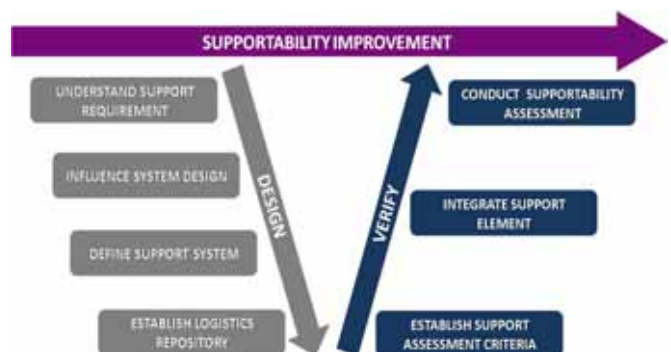 SUPPORTABILITY IMPROVEMENT
UNDERSTAND SUPPORT
REQUIREMENT
INFLUENCE SYSTEM DESIGN
DEFINE SUPPORT SYSTEM
ESTABLISH LOGISTICS
REPOSITORY
DESIGN
VERIFY
CONDUCT SUPPORTABILITY
ASSESSMENT
INTEGRATE SUPPORT
ELEMENT
ESTABLISH SUPPORT
ASSESSMENT CRITERIA